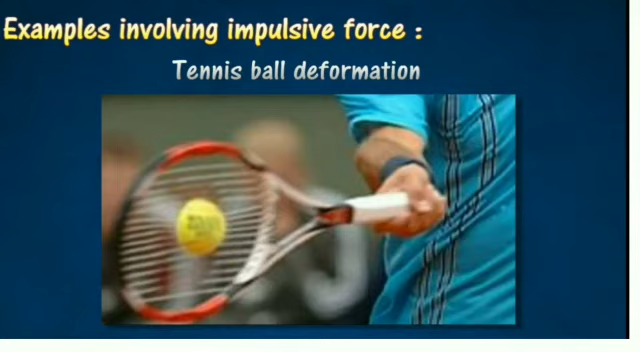 Examples involving impulsive force :
Tennis ball deformation